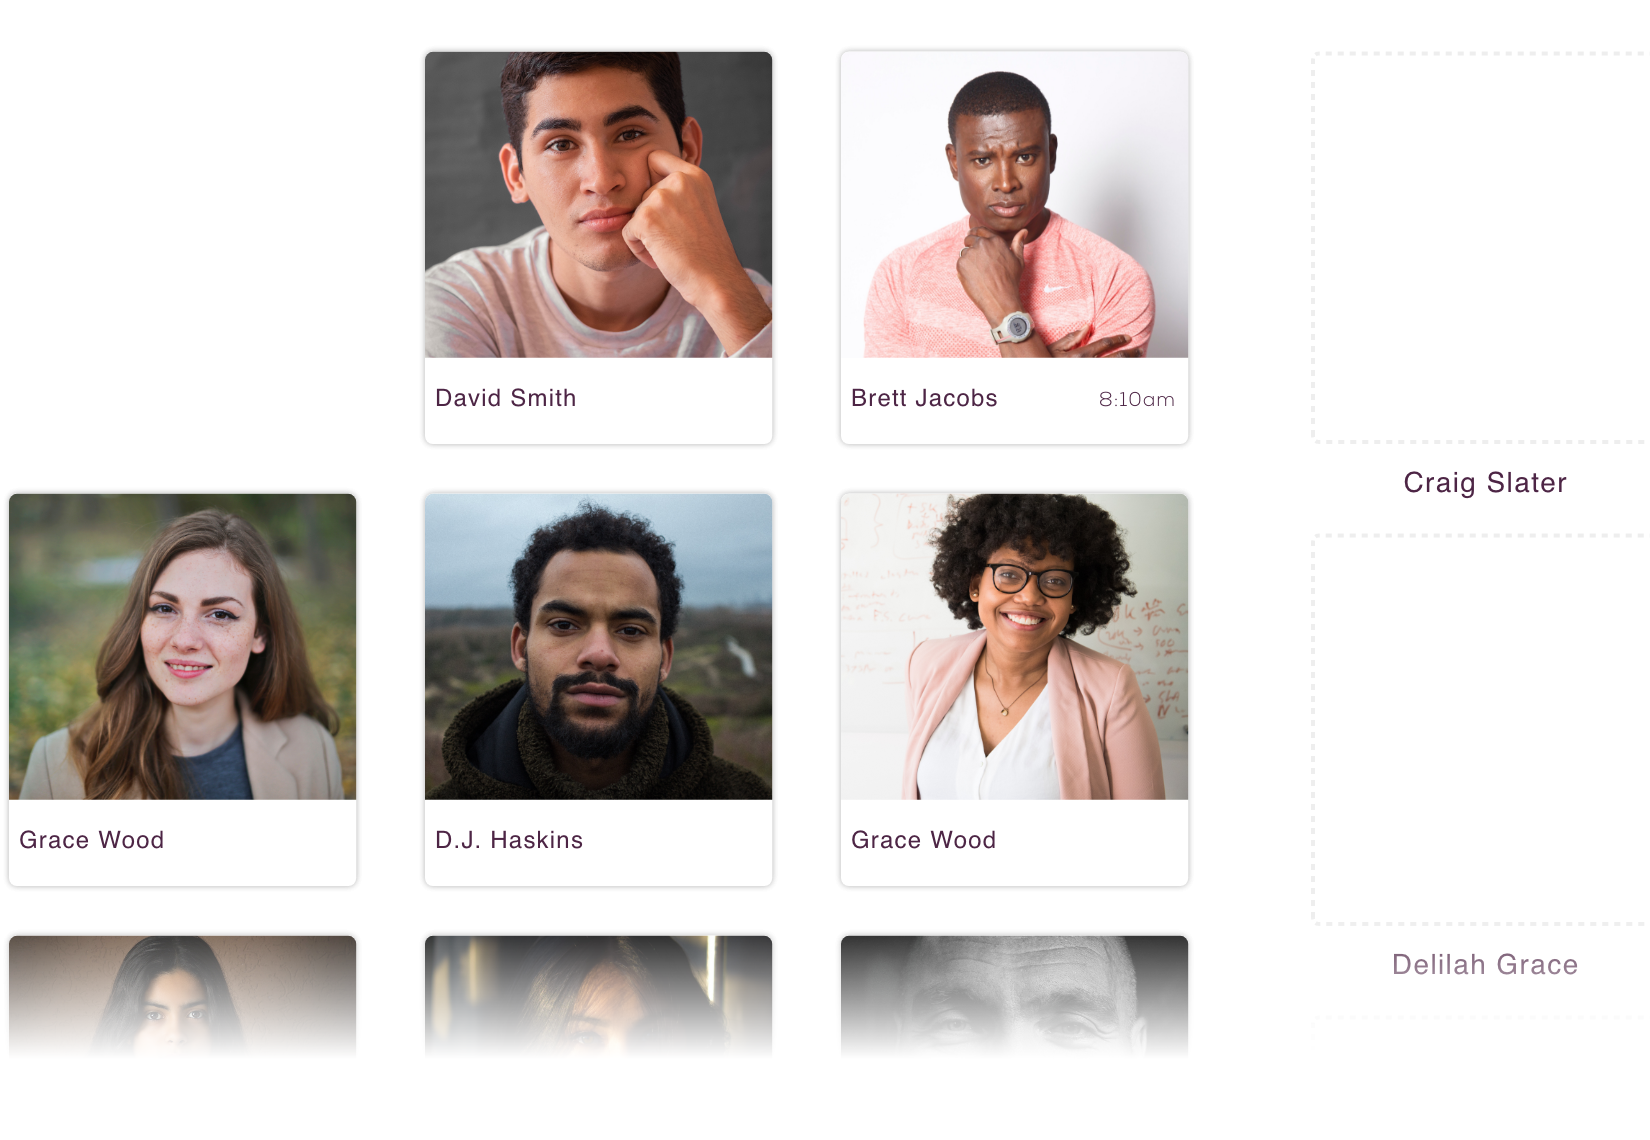 David Smith
Brett Jacobs 8:10am
Craig Slater
Grace Wood
D.J. Haskins
Grace Wood
Delilah Grace